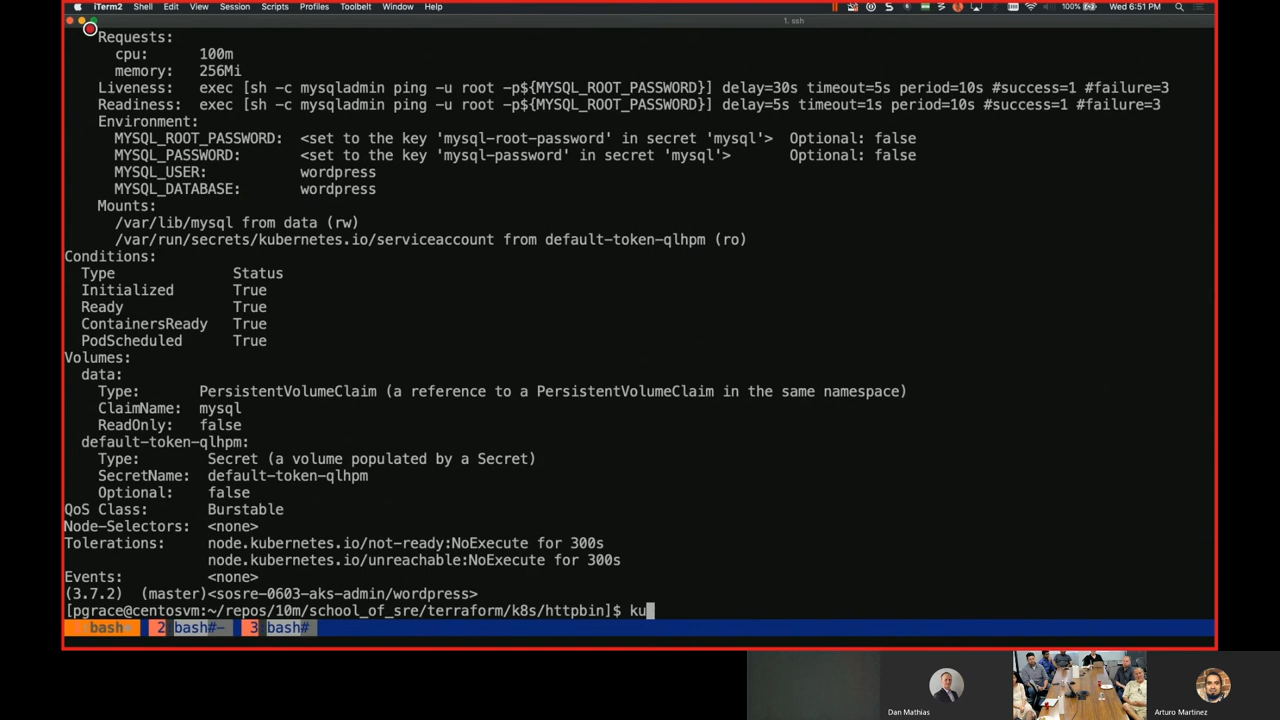 iTerm2 Shell Edit View Session Scripts Profiles Toolbelt Window Help 100% Wed 6:51 PM
1. ssh
Requests:
cpu: 100m
memory: 256Mi
Liveness: exec [sh -c mysqladmin ping -u root -p${MYSQL_ROOT_PASSWORD}] delay=30s timeout=5s period=10s #success=1 #failure=3
Readiness: exec [sh -c mysqladmin ping -u root -p${MYSQL_ROOT_PASSWORD}] delay=5s timeout=1s period=10s #success=1 #failure=3
Environment:
MYSQL_ROOT_PASSWORD: <set to the key 'mysql-root-password' in secret 'mysql'> Optional: false
MYSQL_PASSWORD: <set to the key 'mysql-password' in secret 'mysql'> Optional: false
MYSQL_USER: wordpress
MYSQL_DATABASE: wordpress
Mounts:
/var/lib/mysql from data (rw)
/var/run/secrets/kubernetes.io/serviceaccount from default-token-qlhpm (ro)
Conditions:
Type Status
Initialized True
Ready True
ContainersReady True
PodScheduled True
Volumes:
data:
Type: PersistentVolumeClaim (a reference to a PersistentVolumeClaim in the same namespace)
ClaimName: mysql
ReadOnly: false
default-token-qlhpm:
Type: Secret (a volume populated by a Secret)
SecretName: default-token-qlhpm
Optional: false
QoS Class: Burstable
Node-Selectors: <none>
Tolerations: node.kubernetes.io/not-ready:NoExecute for 300s
node.kubernetes.io/unreachable:NoExecute for 300s
Events: <none>
(3.7.2) (master)<sosre-0603-aks-admin/wordpress>
[pgrace@centosvm:~/repos/10m/school_of_sre/terraform/k8s/httpbin]$ ku
bash 2 bash#- 3 bash#
Dan Mathias
Arturo Martinez